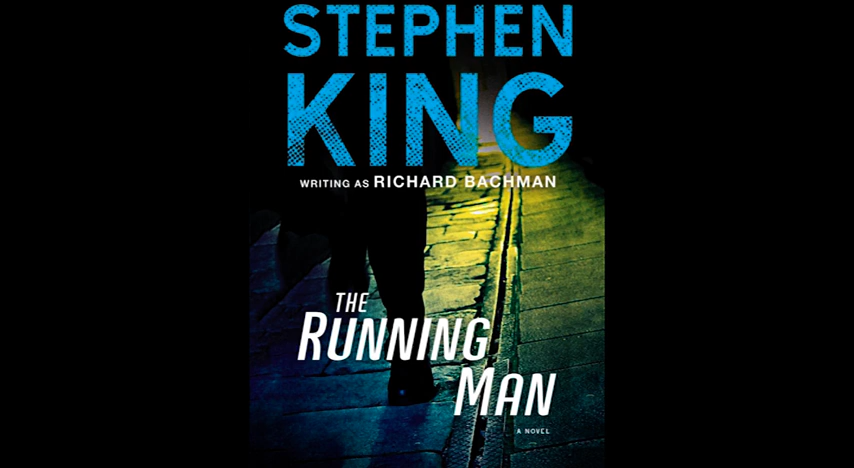 STEPHEN
KING
WRITING AS RICHARD BACHMAN
THE
RUNNING
MAN
A NOVEL